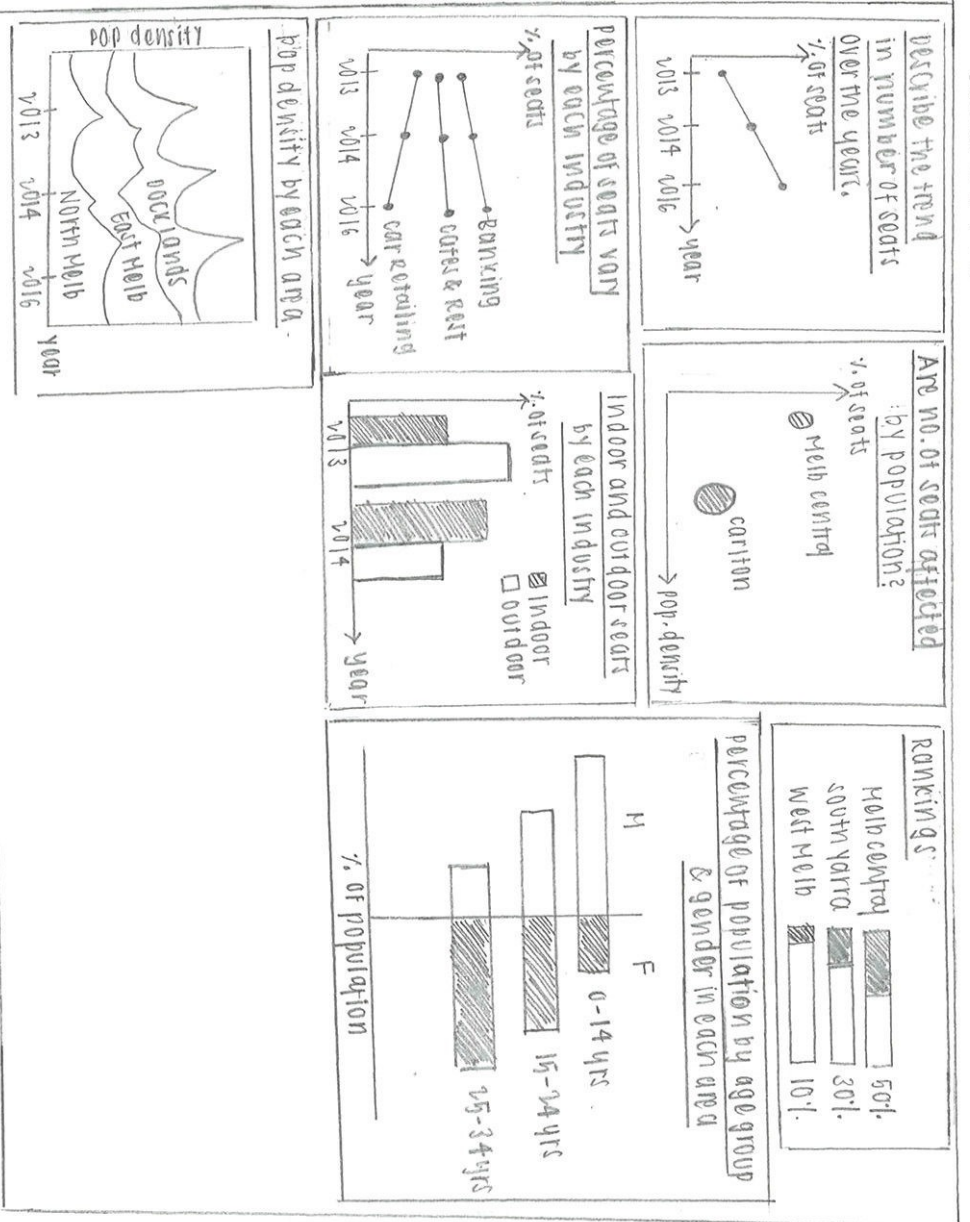 Describe the trend
in number of seats
over the years.
% of seats
2013 2014 2016
year
Are no. of seats affected
: by population?
% of seats
Melb central
carlton
pop. density
Rankings
Melb central 50%
south yarra 30%
west Melb 10%
percentage of seats vary
by each industry
% of seats
Banking
cafes & Rest
car Retailing
2013 2014 2016
year
Indoor and outdoor seats
by each industry
% of seats
Indoor
outdoor
2013 2014
year
percentage of population by age group
& gender in each area
M F
0-14 yrs
15-24 yrs
25-34 yrs
% of population
pop density by each area
pop density
Docklands
East Melb
North Melb
2013 2014 2016
year